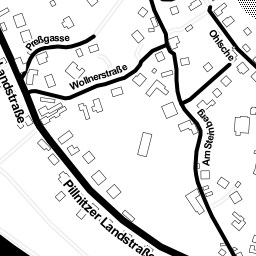 Preßgasse
Ohlsche
Wollnerstraße
Landstraße
Am Steinberg
Pillnitzer Landstraße